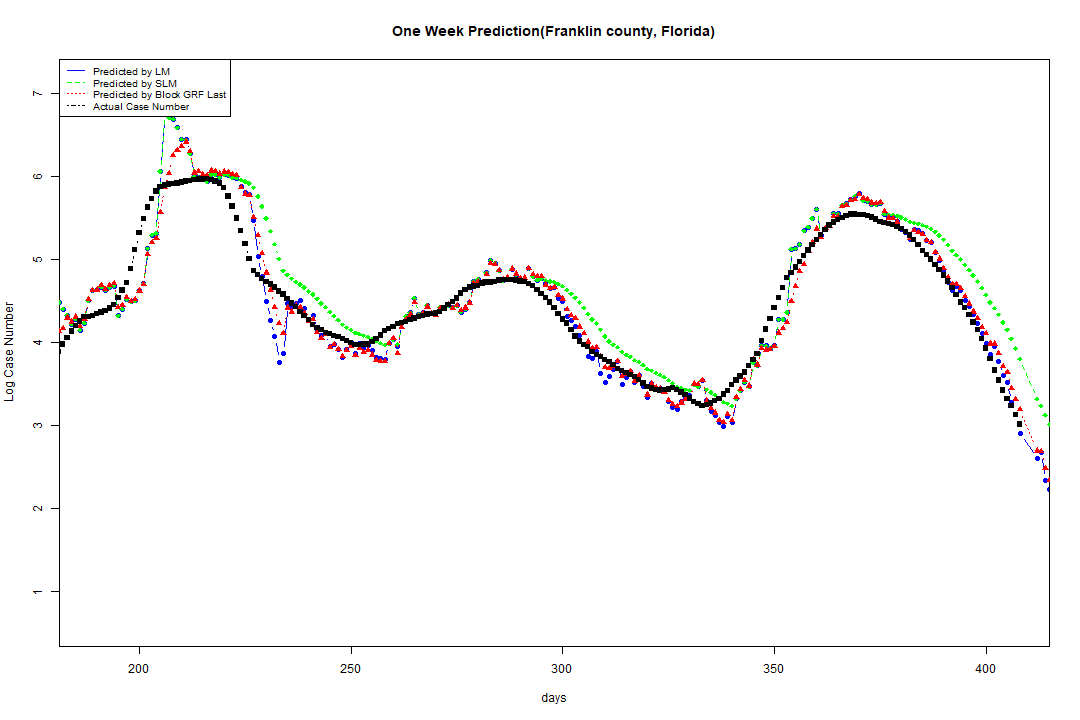 One Week Prediction(Franklin county, Florida)
Predicted by LM
Predicted by SLM
Predicted by Block GRF Last
Actual Case Number
7
6
5
4
3
2
1
Log Case Number
200 250 300 350 400
days